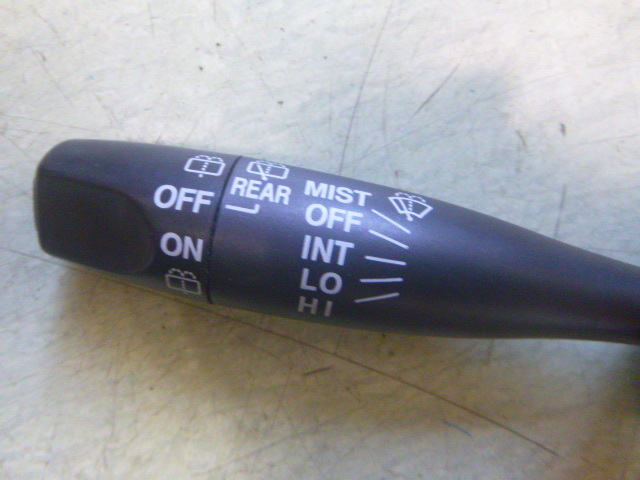 OFF
ON
REAR
MIST
OFF
INT
LO
HI